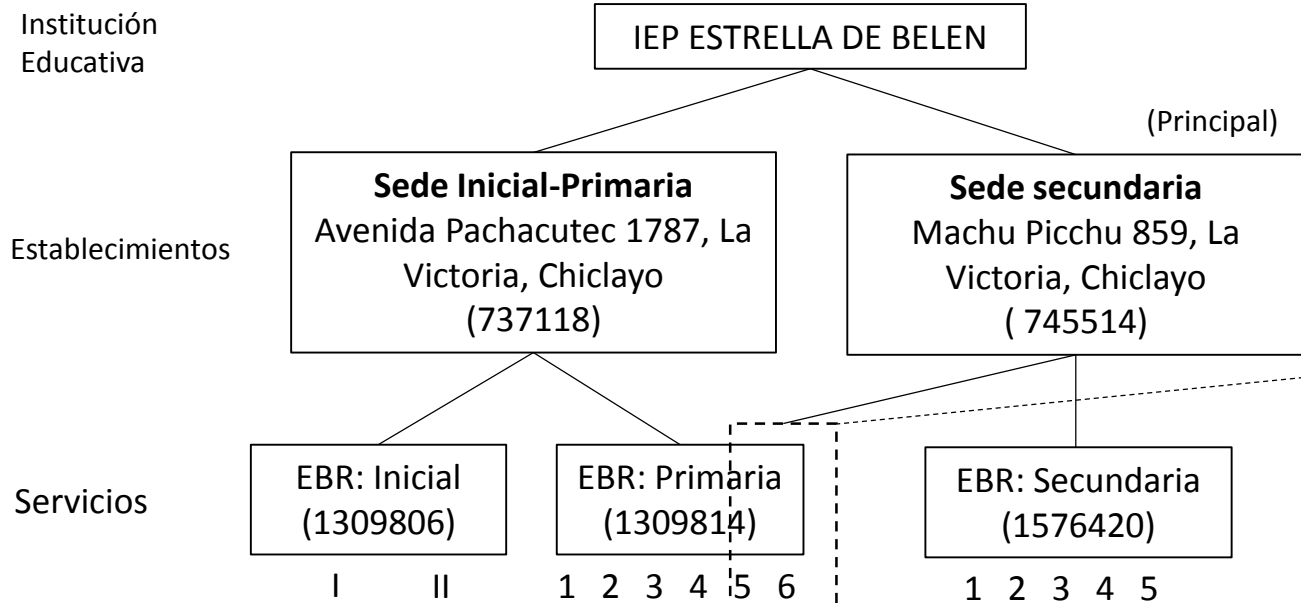 Institución
Educativa
IEP ESTRELLA DE BELEN
(Principal)
Establecimientos
Sede Inicial-Primaria
Avenida Pachacutec 1787, La
Victoria, Chiclayo
(737118)
Sede secundaria
Machu Picchu 859, La
Victoria, Chiclayo
( 745514)
Servicios
EBR: Inicial
(1309806)
EBR: Primaria
(1309814)
EBR: Secundaria
(1576420)
I II
1 2 3 4 5 6
1 2 3 4 5